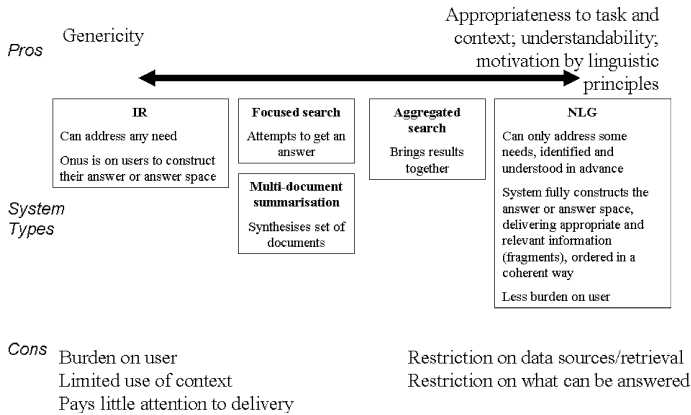 Pros
Genericity
Appropriateness to task and
context; understandability;
motivation by linguistic
principles
System
Types
IR
Can address any need
Onus is on users to construct
their answer or answer space
Focused search
Attempts to get an
answer
Multi-document
summarisation
Synthesises set of
documents
Aggregated
search
Brings results
together
NLG
Can only address some
needs, identified and
understood in advance
System fully constructs the
answer or answer space,
delivering appropriate and
relevant information
(fragments), ordered in a
coherent way
Less burden on user
Cons
Burden on user
Limited use of context
Pays little attention to delivery
Restriction on data sources/retrieval
Restriction on what can be answered